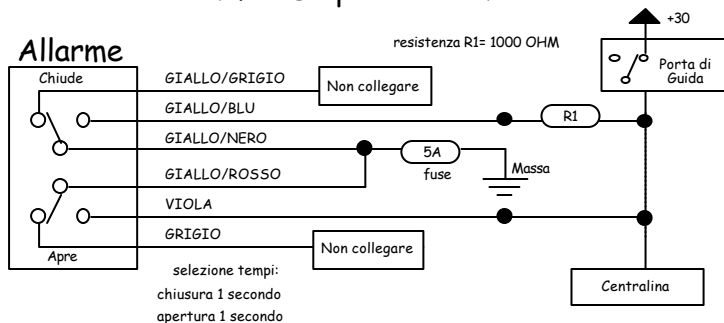 +30
Allarme
resistenza R1= 1000 OHM
Chiude
GIALLO/GRIGIO
Non collegare
Porta di
Guida
GIALLO/BLU
R1
GIALLO/NERO
5A
fuse
Massa
GIALLO/ROSSO
VIOLA
GRIGIO
Non collegare
Apre
selezione tempi:
chiusura 1 secondo
apertura 1 secondo
Centralina